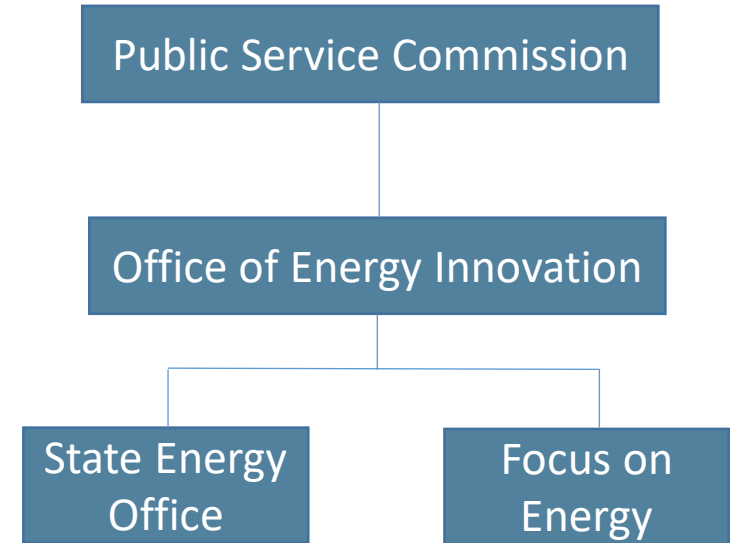 Public Service Commission
Office of Energy Innovation
State Energy
Office
Focus on
Energy